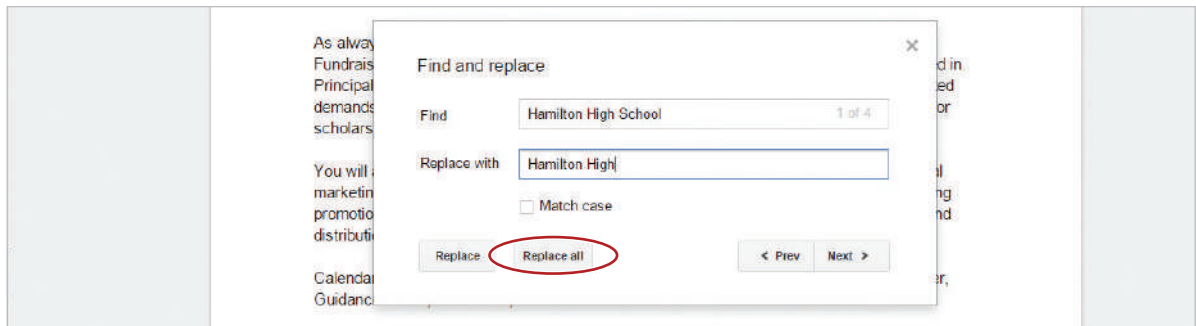 As alway
Fundrais
Principal
demands
scholars
You will
marketin
promotio
distributi
Calendar
Guidanc
×
Find and replace
Find Hamilton High School 1 of 4
Replace with Hamilton High
Match case
Replace Replace all < Prev Next >
d in
ed
or
al
ng
nd
er,